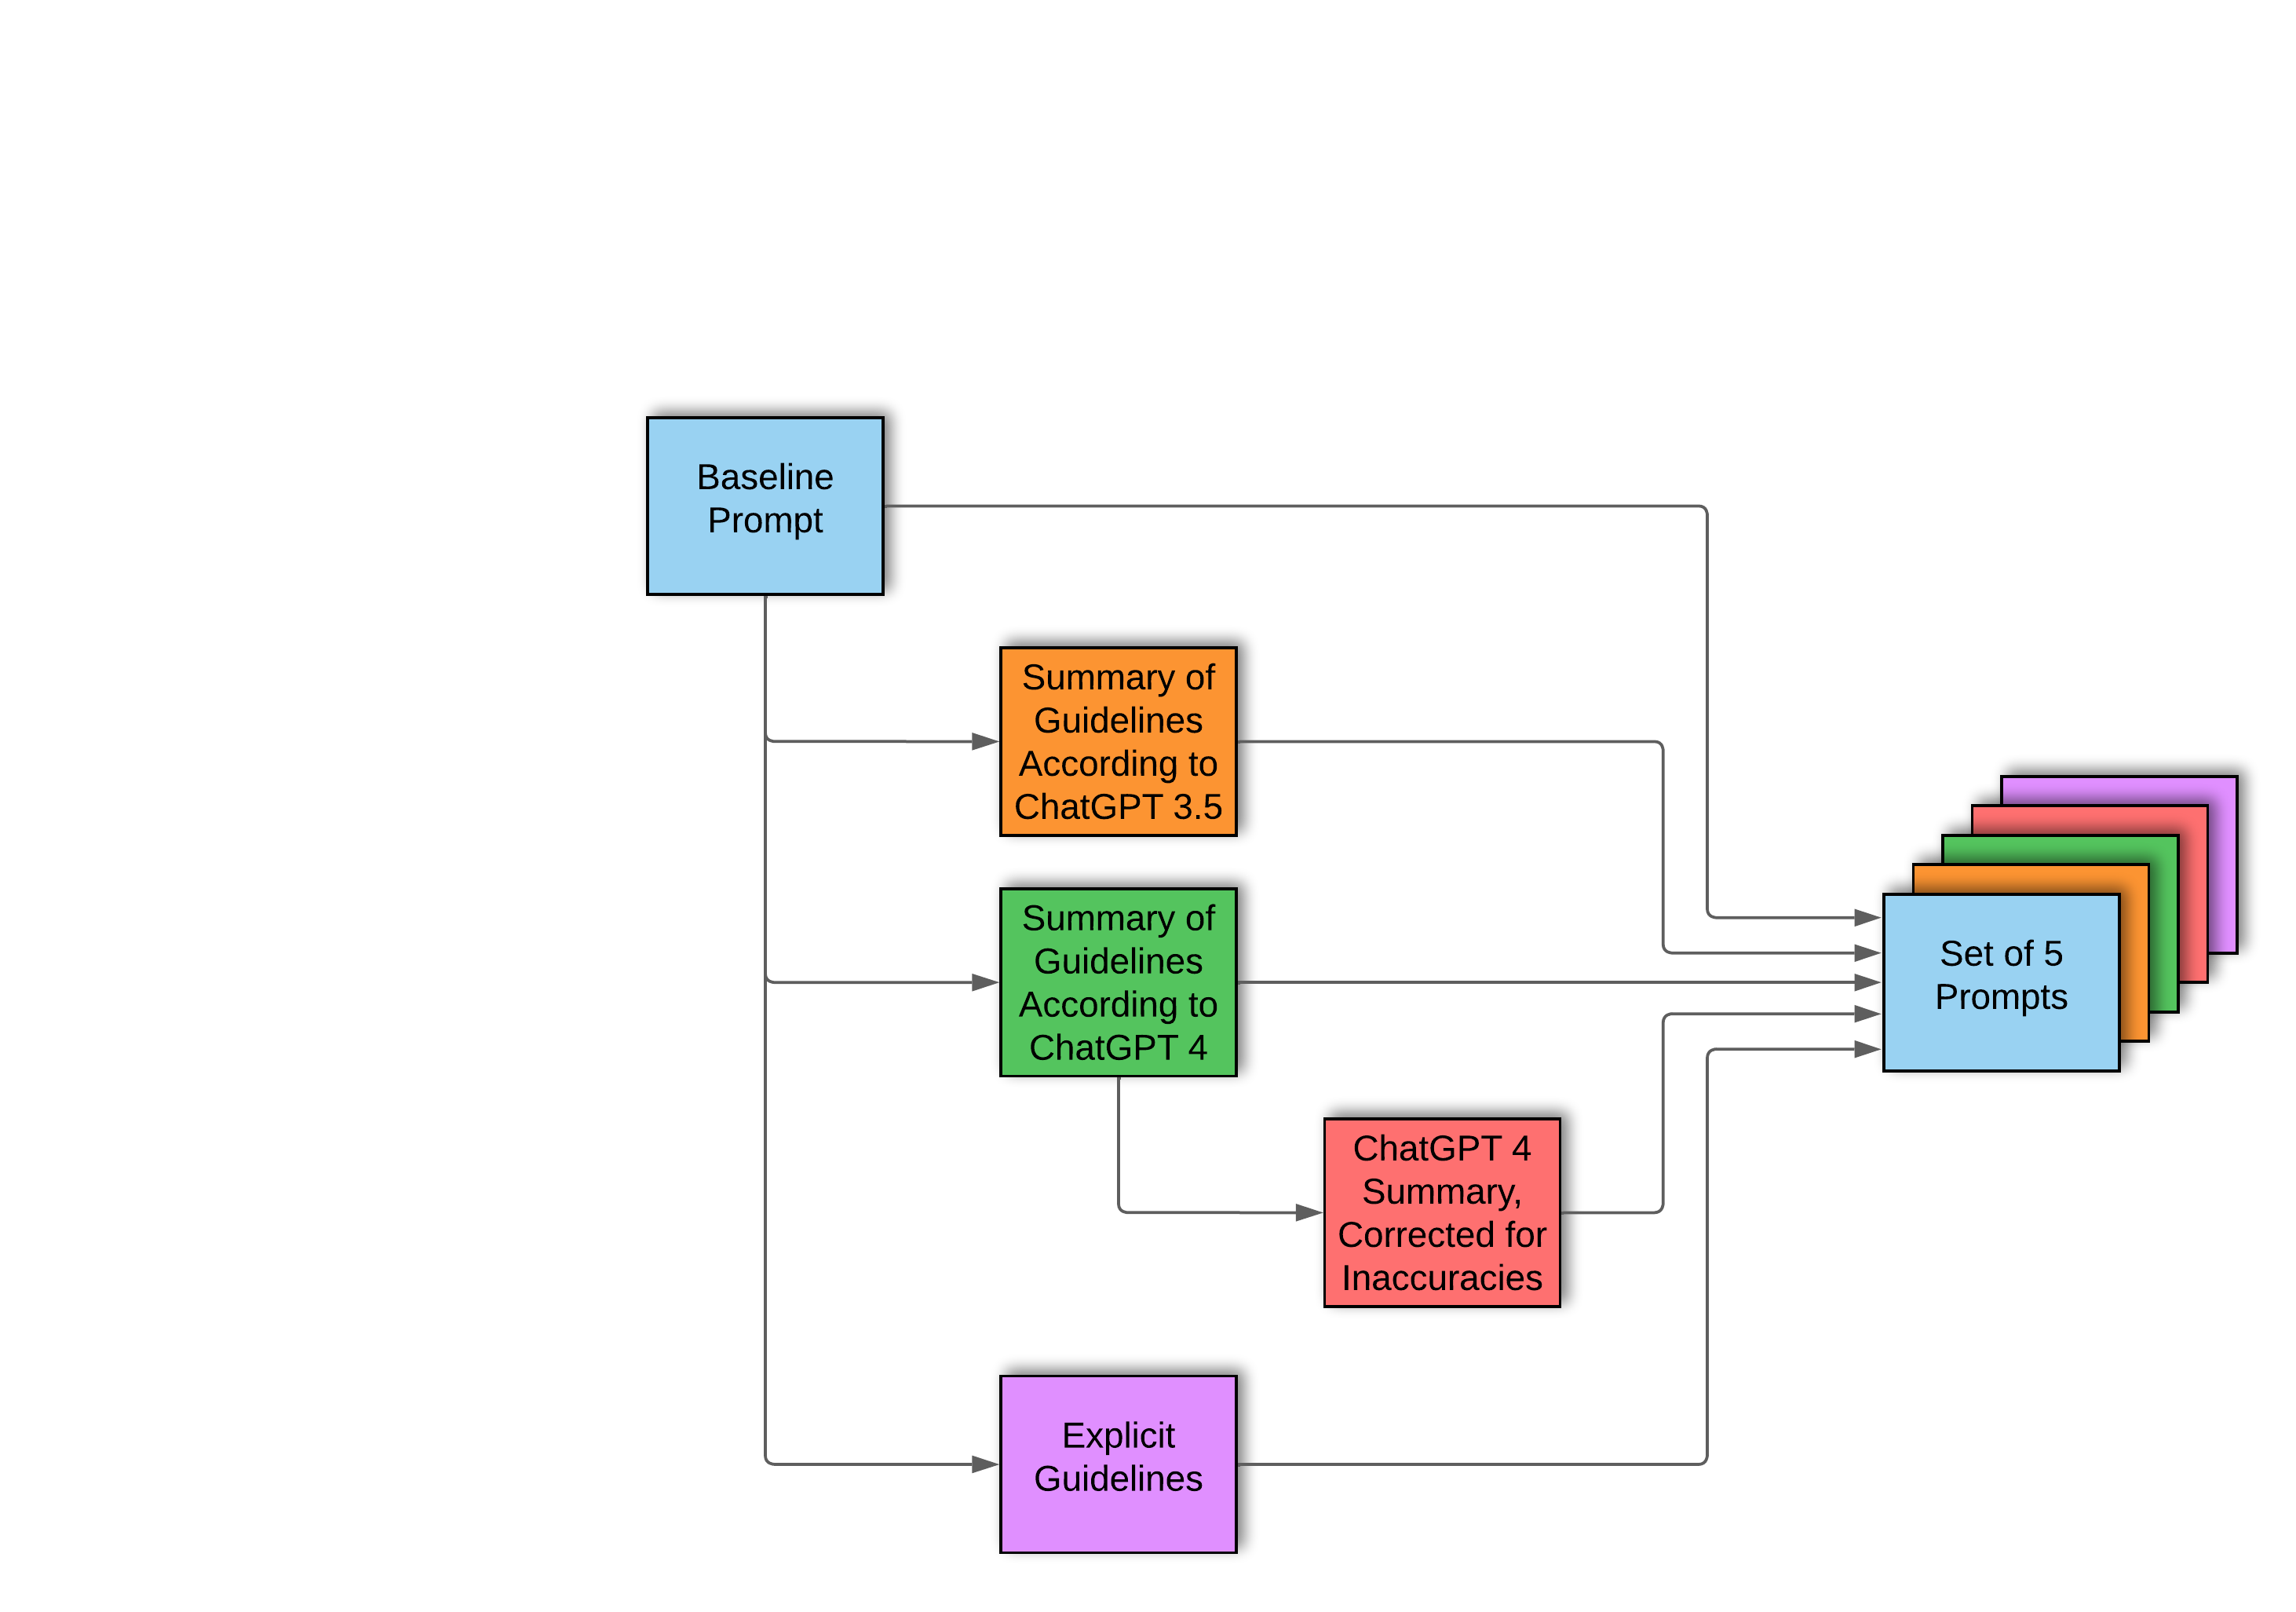 Baseline
Prompt
Summary of
Guidelines
According to
ChatGPT 3.5
Summary of
Guidelines
According to
ChatGPT 4
Set of 5
Prompts
ChatGPT 4
Summary,
Corrected for
Inaccuracies
Explicit
Guidelines